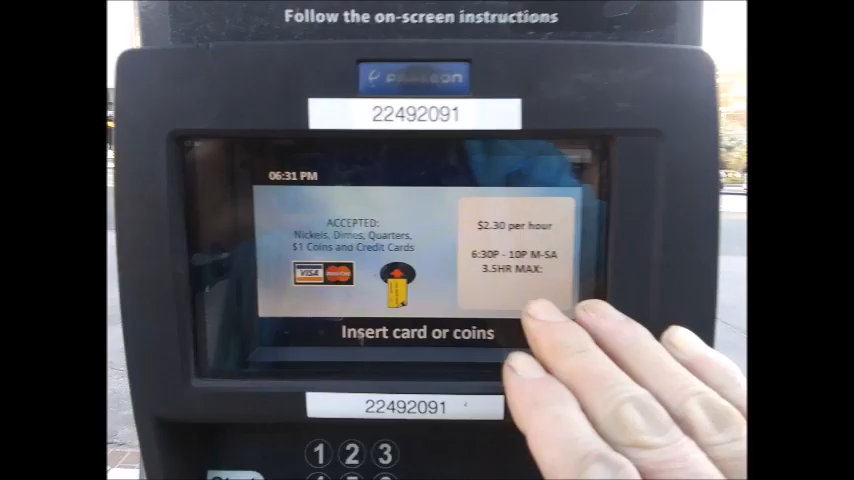 Follow the on-screen instructions
PARKEON
22492091
06:31 PM
ACCEPTED:
Nickels, Dimes, Quarters,
$1 Coins and Credit Cards
VISA
MasterCard
$2.30 per hour
6:30P - 10P M-SA
3.5HR MAX:
Insert card or coins
22492091
1 2 3